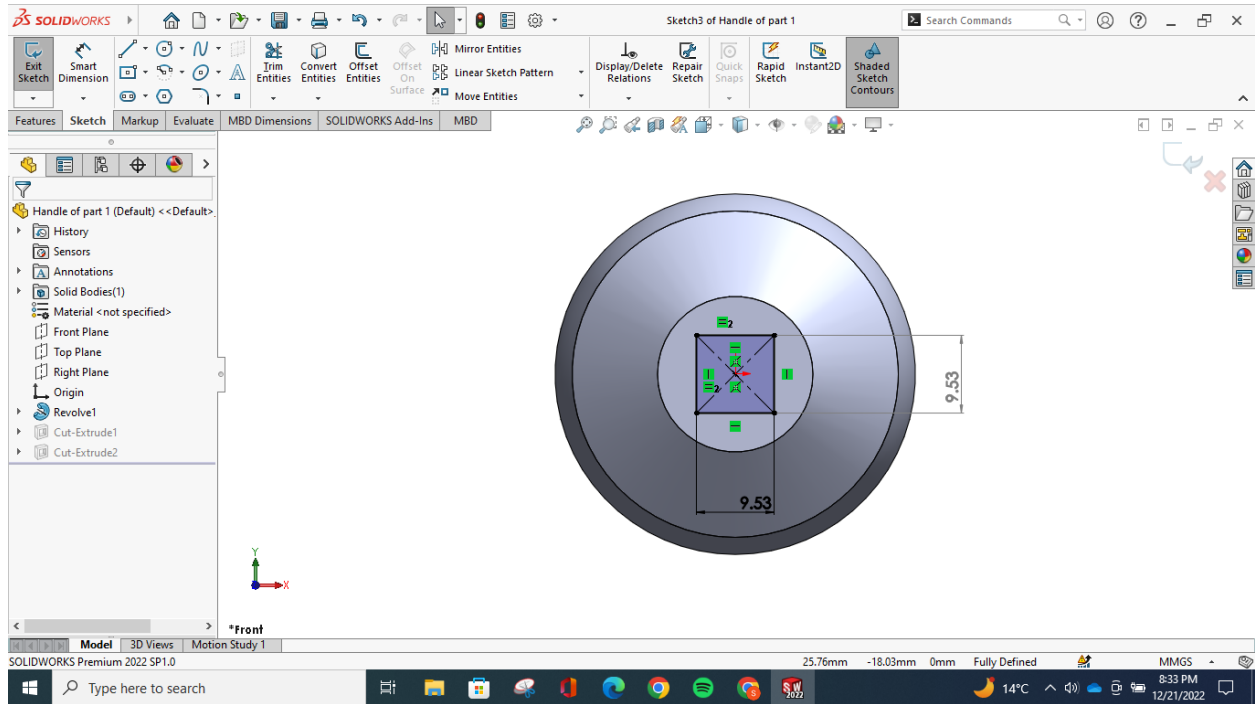 SOLIDWORKS
Sketch3 of Handle of part 1
Search Commands
Exit Sketch
Smart Dimension
Trim Entities
Convert Entities
Offset Entities
Offset On Surface
Mirror Entities
Linear Sketch Pattern
Move Entities
Display/Delete Relations
Repair Sketch
Quick Snaps
Rapid Sketch
Instant2D
Shaded Sketch Contours
Features Sketch Markup Evaluate MBD Dimensions SOLIDWORKS Add-Ins MBD
Handle of part 1 (Default) <<Default>
History
Sensors
Annotations
Solid Bodies(1)
Material <not specified>
Front Plane
Top Plane
Right Plane
Origin
Revolve1
Cut-Extrude1
Cut-Extrude2
2
2
9.53
9.53
Y
X
*Front
Model 3D Views Motion Study 1
SOLIDWORKS Premium 2022 SP1.0 25.76mm -18.03mm 0mm Fully Defined MMGS
Type here to search
SW
2022
14°C
8:33 PM
12/21/2022